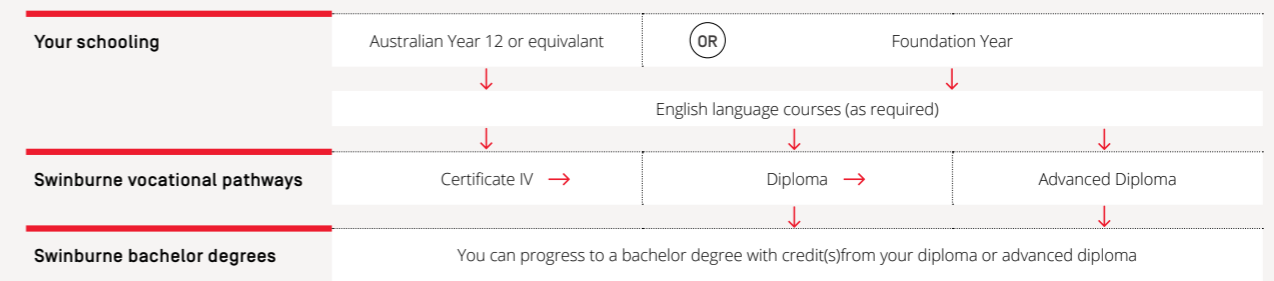 Your schooling
Australian Year 12 or equivalant
OR
Foundation Year
English language courses (as required)
Swinburne vocational pathways
Certificate IV →
Diploma →
Advanced Diploma
Swinburne bachelor degrees
You can progress to a bachelor degree with credit(s)from your diploma or advanced diploma